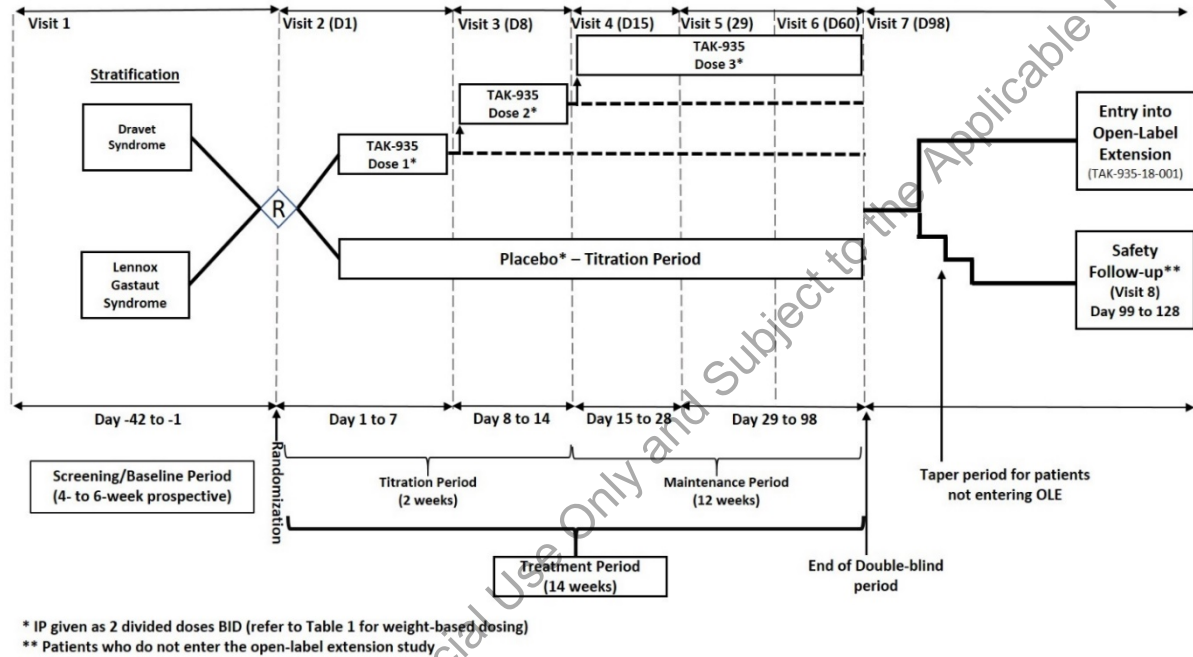 Visit 1
Visit 2 (D1)
Visit 3 (D8)
Visit 4 (D15)
Visit 5 (29)
Visit 6 (D60)
Visit 7 (D98)
Stratification
Dravet
Syndrome
Lennox
Gastaut
Syndrome
R
TAK-935
Dose 1*
TAK-935
Dose 2*
TAK-935
Dose 3*
Placebo* – Titration Period
Entry into
Open-Label
Extension
(TAK-935-18-001)
Safety
Follow-up**
(Visit 8)
Day 99 to 128
Day -42 to -1
Day 1 to 7
Day 8 to 14
Day 15 to 28
Day 29 to 98
Screening/Baseline Period
(4- to 6-week prospective)
Randomization
Titration Period
(2 weeks)
Maintenance Period
(12 weeks)
Treatment Period
(14 weeks)
End of Double-blind
period
Taper period for patients
not entering OLE
* IP given as 2 divided doses BID (refer to Table 1 for weight-based dosing)
** Patients who do not enter the open-label extension study
Use Only and Subject to the Applicable